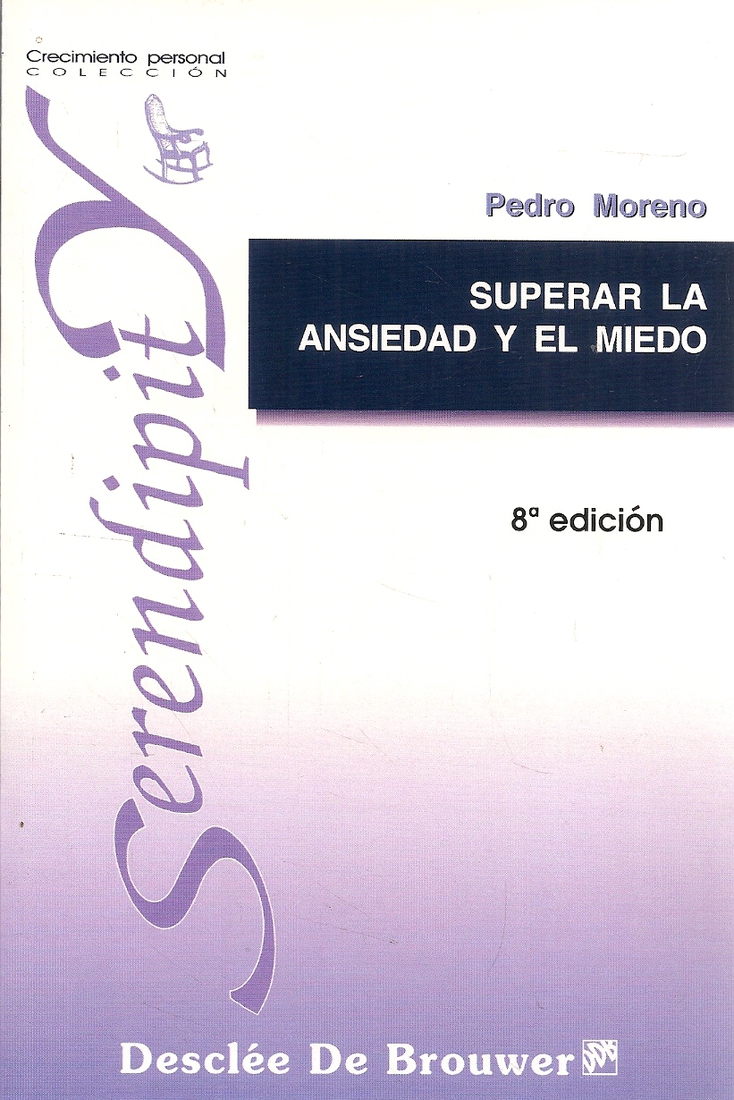 Crecimiento personal
COLECCIÓN
SerendipitY
Pedro Moreno
SUPERAR LA
ANSIEDAD Y EL MIEDO
8ª edición
Desclée De Brouwer